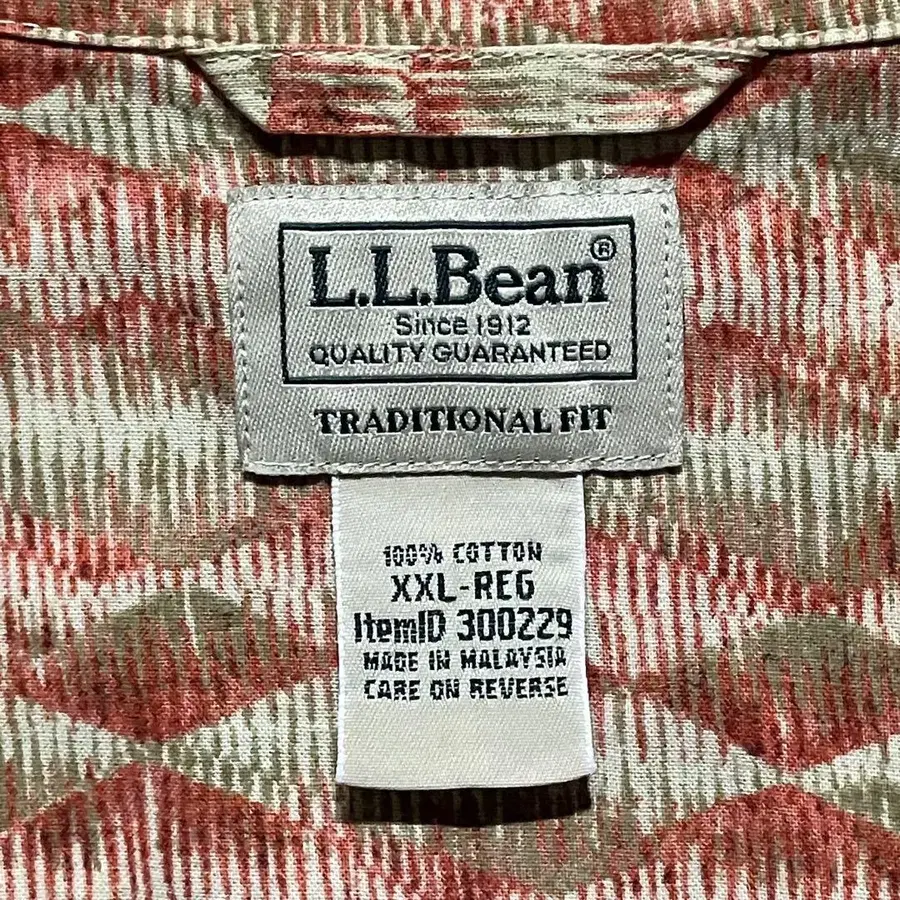 L.L.Bean®
Since 1912
QUALITY GUARANTEED
TRADITIONAL FIT
100% COTTON
XXL-REG
ItemID 300229
MADE IN MALAYSIA
CARE ON REVERSE